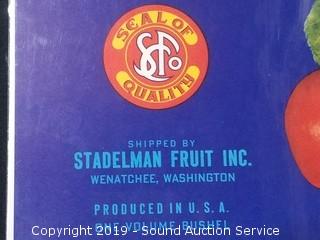 SEAL OF
SFCo
QUALITY
SHIPPED BY
STADELMAN FRUIT INC.
WENATCHEE, WASHINGTON
PRODUCED IN U. S. A.
ONE VOLUME BUSHEL
Copyright 2019 - Sound Auction Service